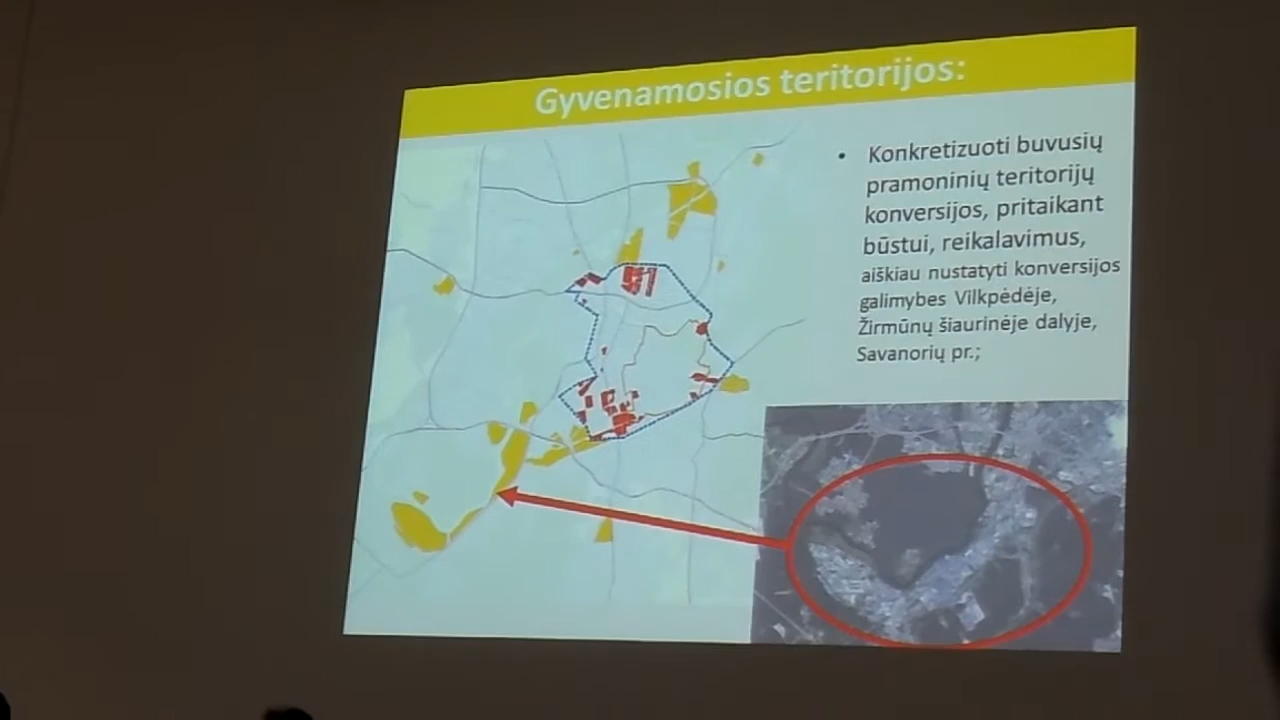 Gyvenamosios teritorijos:
• Konkretizuoti buvusių
pramoninių teritorijų
konversijos, pritaikant
būstui, reikalavimus,
aiškiau nustatyti konversijos
galimybes Vilkpėdėje,
Žirmūnų šiaurinėje dalyje,
Savanorių pr.;